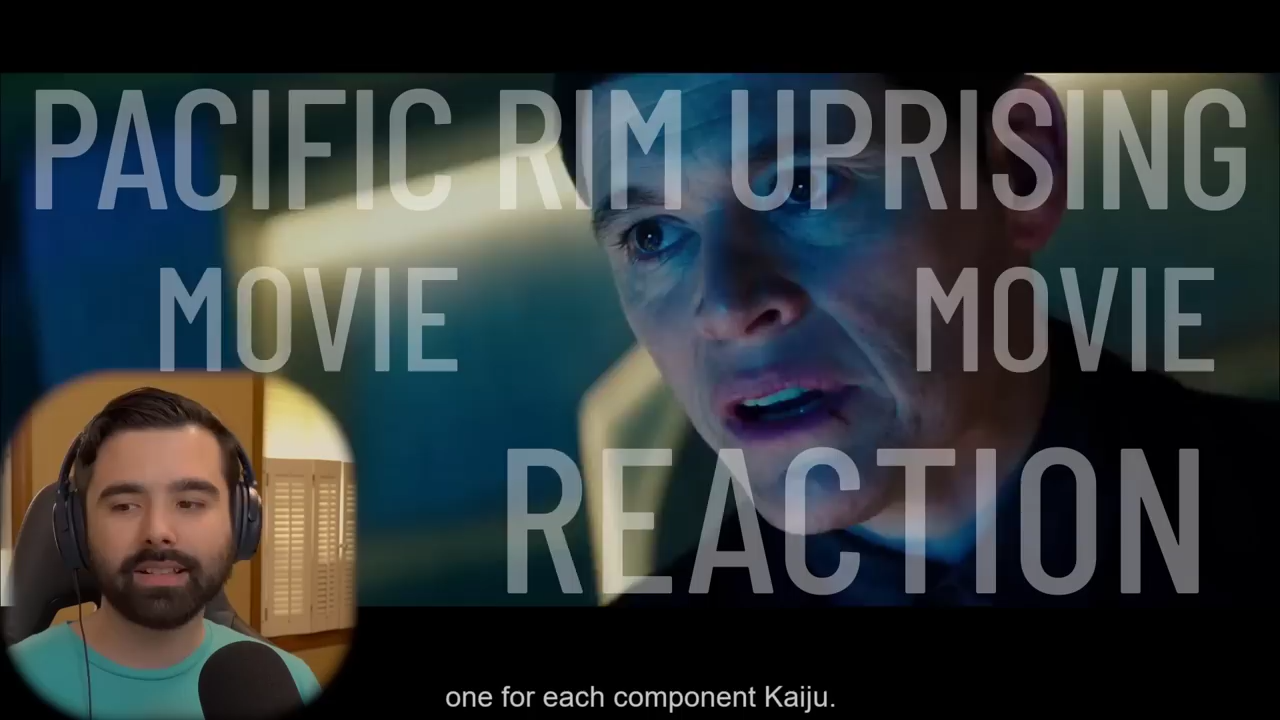 PACIFIC RIM UPRISING
MOVIE MOVIE
REACTION
one for each component Kaiju.